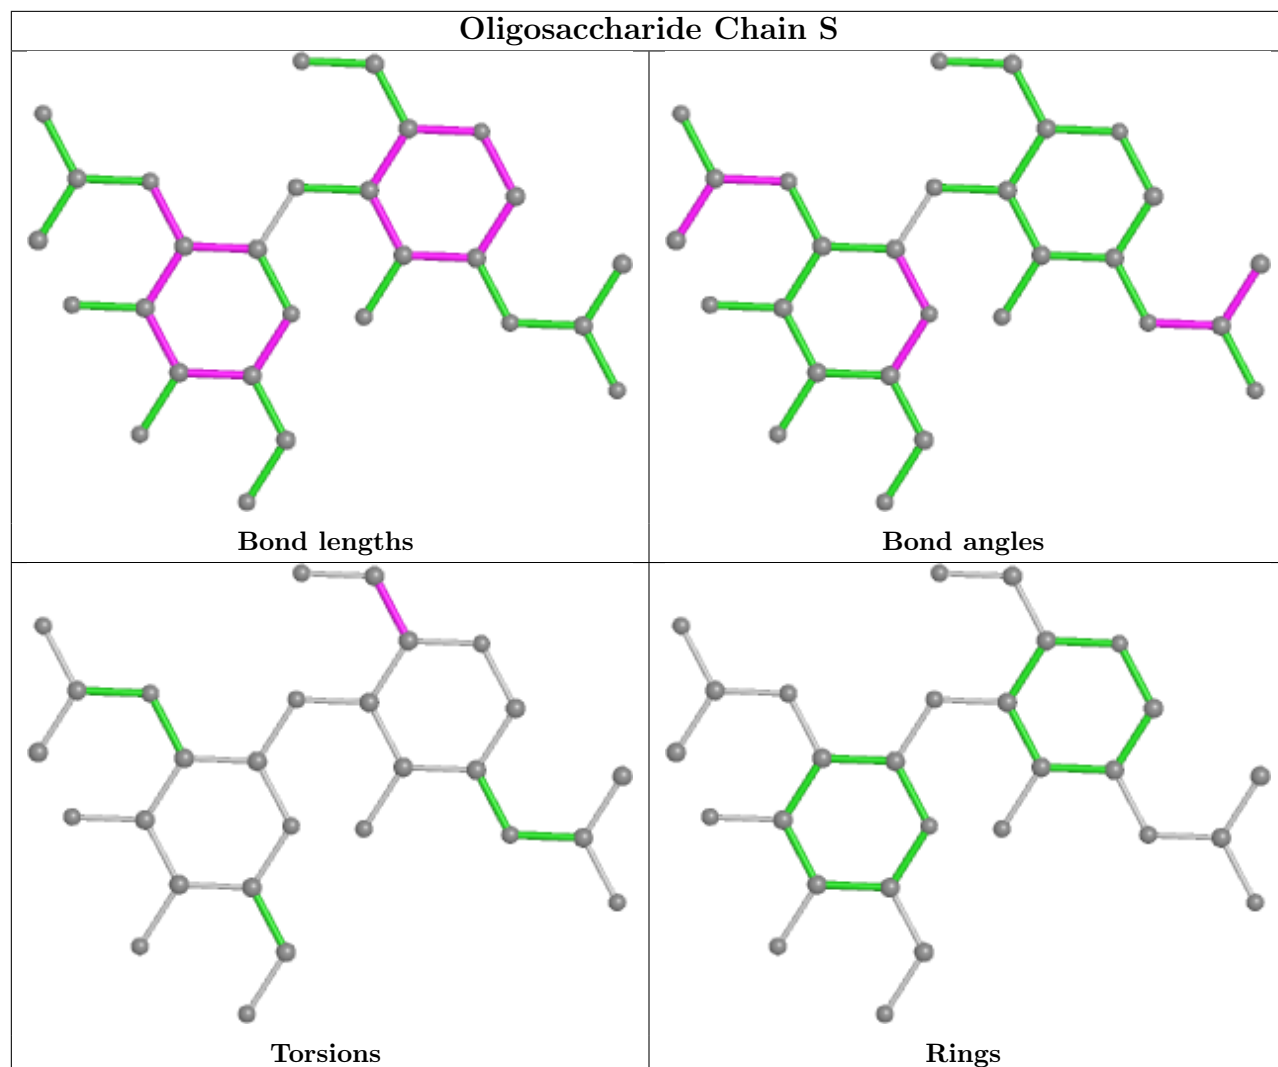 Oligosaccharide Chain S
Bond lengths
Bond angles
Torsions
Rings